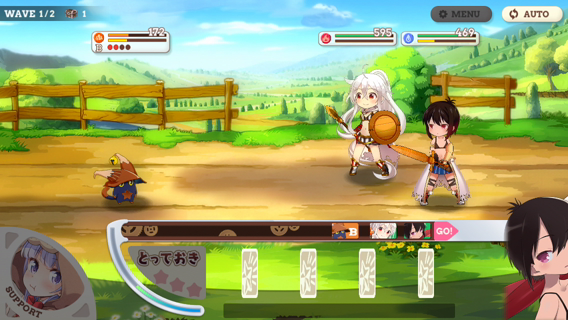 WAVE 1/2 1
MENU
AUTO
172
B
595
469
B
GO!
とっておき
SUPPORT